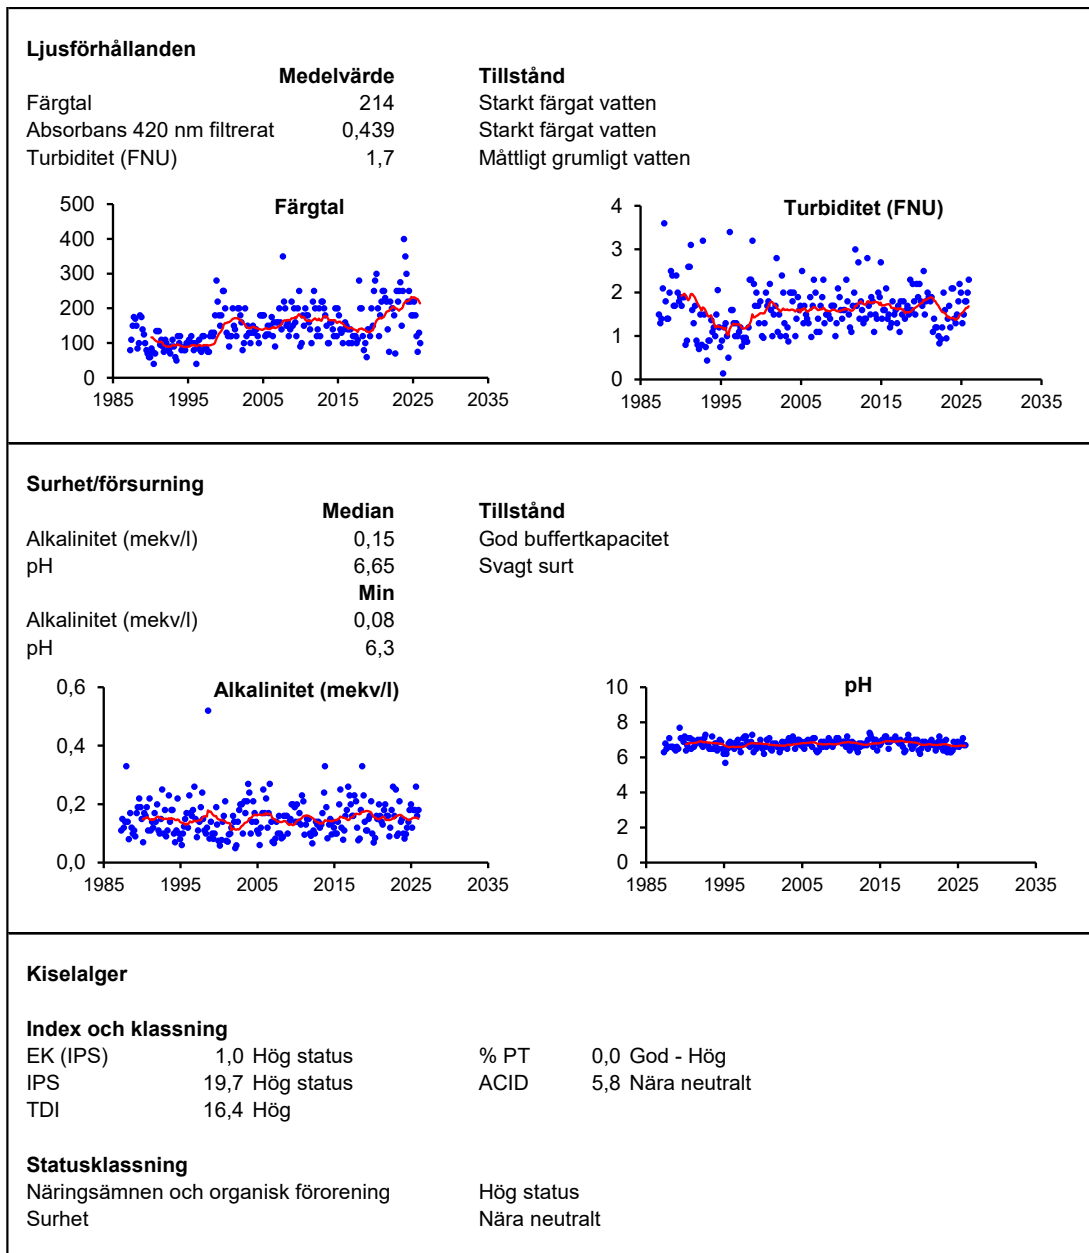 Ljusförhållanden
Medelvärde Tillstånd
Färgtal 214 Starkt färgat vatten
Absorbans 420 nm filtrerat 0,439 Starkt färgat vatten
Turbiditet (FNU) 1,7 Måttligt grumligt vatten
Färgtal
500
400
300
200
100
0
1985 1995 2005 2015 2025 2035
Turbiditet (FNU)
4
3
2
1
0
1985 1995 2005 2015 2025 2035
Surhet/försurning
Median Tillstånd
Alkalinitet (mekv/l) 0,15 God buffertkapacitet
pH 6,65 Svagt surt
Min
Alkalinitet (mekv/l) 0,08
pH 6,3
Alkalinitet (mekv/l)
0,6
0,4
0,2
0,0
1985 1995 2005 2015 2025 2035
pH
10
8
6
4
2
0
1985 1995 2005 2015 2025 2035
Kiselalger
Index och klassning
EK (IPS) 1,0 Hög status % PT 0,0 God - Hög
IPS 19,7 Hög status ACID 5,8 Nära neutralt
TDI 16,4 Hög
Statusklassning
Näringsämnen och organisk förorening Hög status
Surhet Nära neutralt